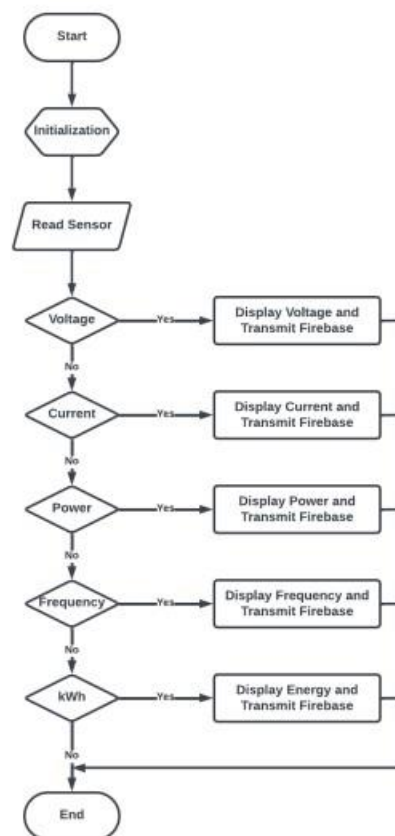 Start
Initialization
Read Sensor
Voltage
Yes
Display Voltage and
Transmit Firebase
No
Current
Yes
Display Current and
Transmit Firebase
No
Power
Yes
Display Power and
Transmit Firebase
No
Frequency
Yes
Display Frequency and
Transmit Firebase
No
kWh
Yes
Display Energy and
Transmit Firebase
No
End